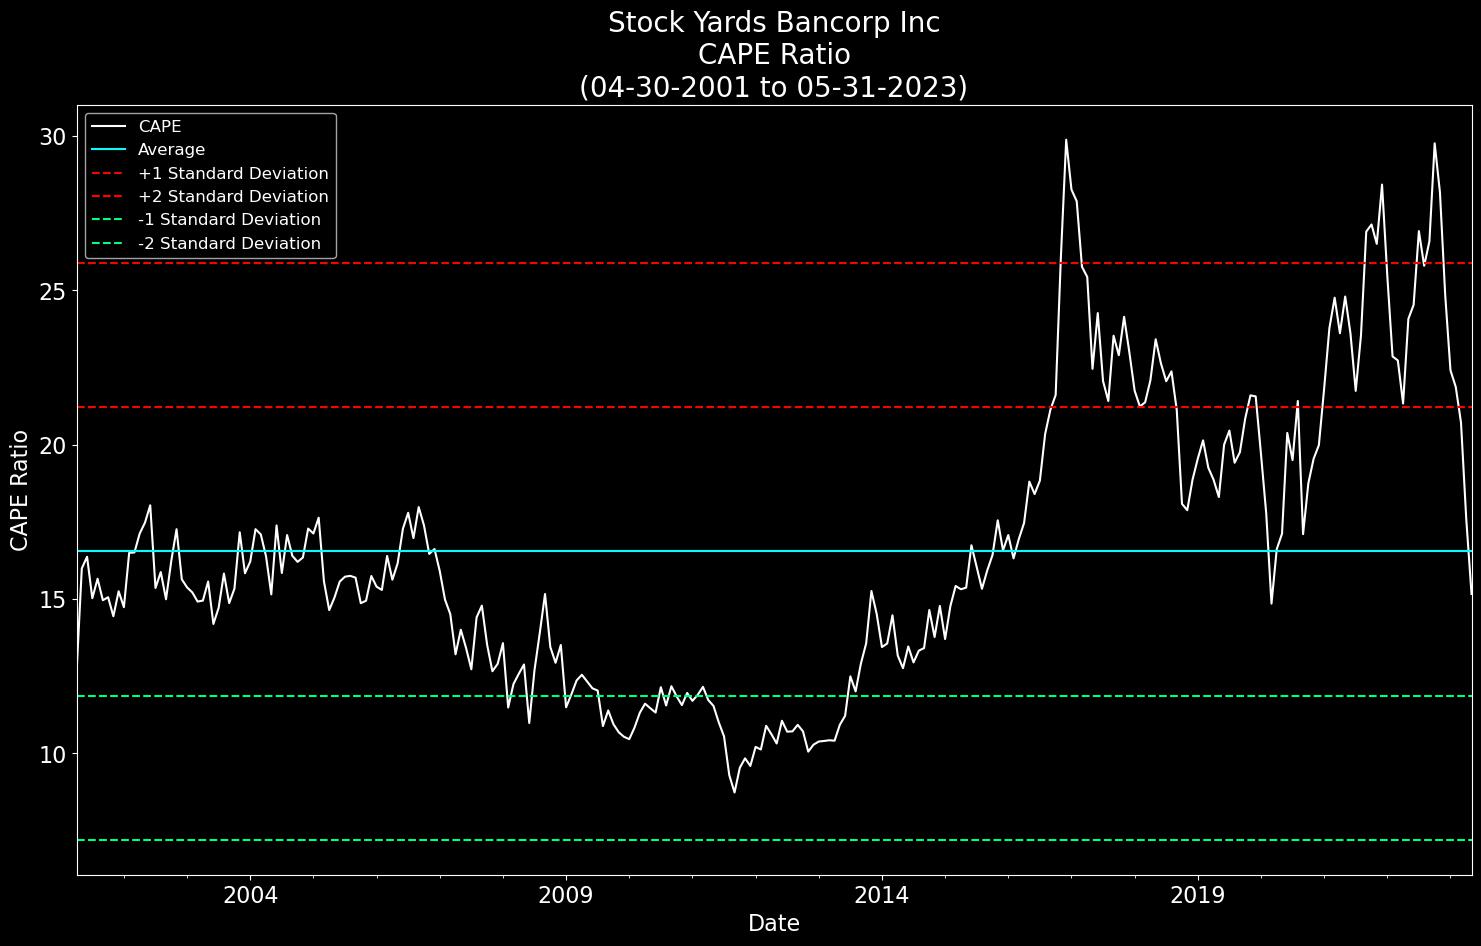 Stock Yards Bancorp Inc
CAPE Ratio
(04-30-2001 to 05-31-2023)
CAPE
Average
+1 Standard Deviation
+2 Standard Deviation
-1 Standard Deviation
-2 Standard Deviation
30
25
20
15
10
CAPE Ratio
2004
2009
2014
2019
Date